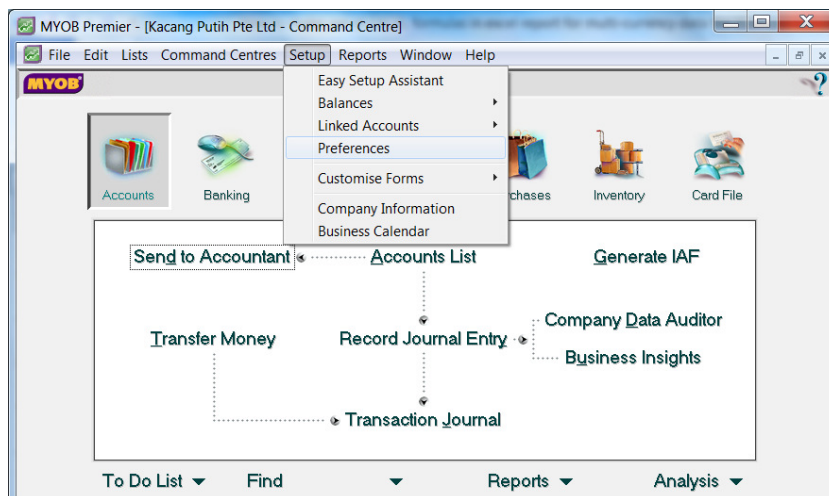 MYOB Premier - [Kacang Putih Pte Ltd - Command Centre]
File Edit Lists Command Centres Setup Reports Window Help
MYOB
Easy Setup Assistant
Balances
Linked Accounts
Preferences
Customise Forms
Company Information
Business Calendar
Accounts Banking chases Inventory Card File
Send to Accountant Accounts List Generate IAF
Company Data Auditor
Transfer Money Record Journal Entry
Business Insights
Transaction Journal
To Do List Find Reports Analysis